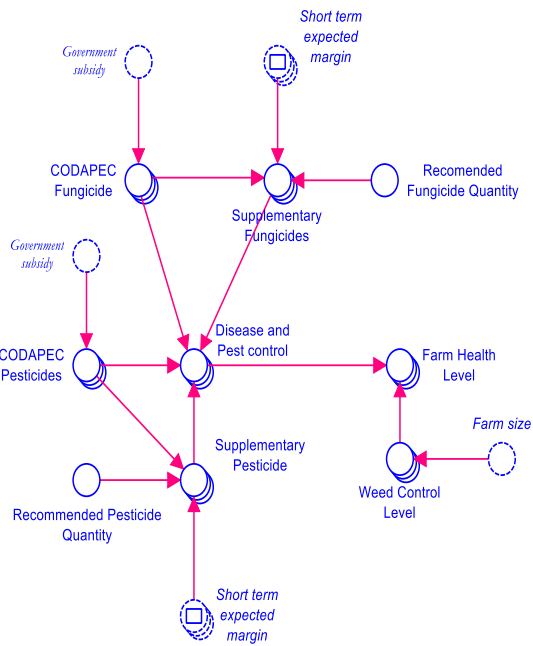 Short term
expected
margin
Government
subsidy
CODAPEC
Fungicide
Recomended
Fungicide Quantity
Supplementary
Fungicides
Government
subsidy
Disease and
Pest control
CODAPEC
Pesticides
Farm Health
Level
Farm size
Supplementary
Pesticide
Weed Control
Level
Recommended Pesticide
Quantity
Short term
expected
margin